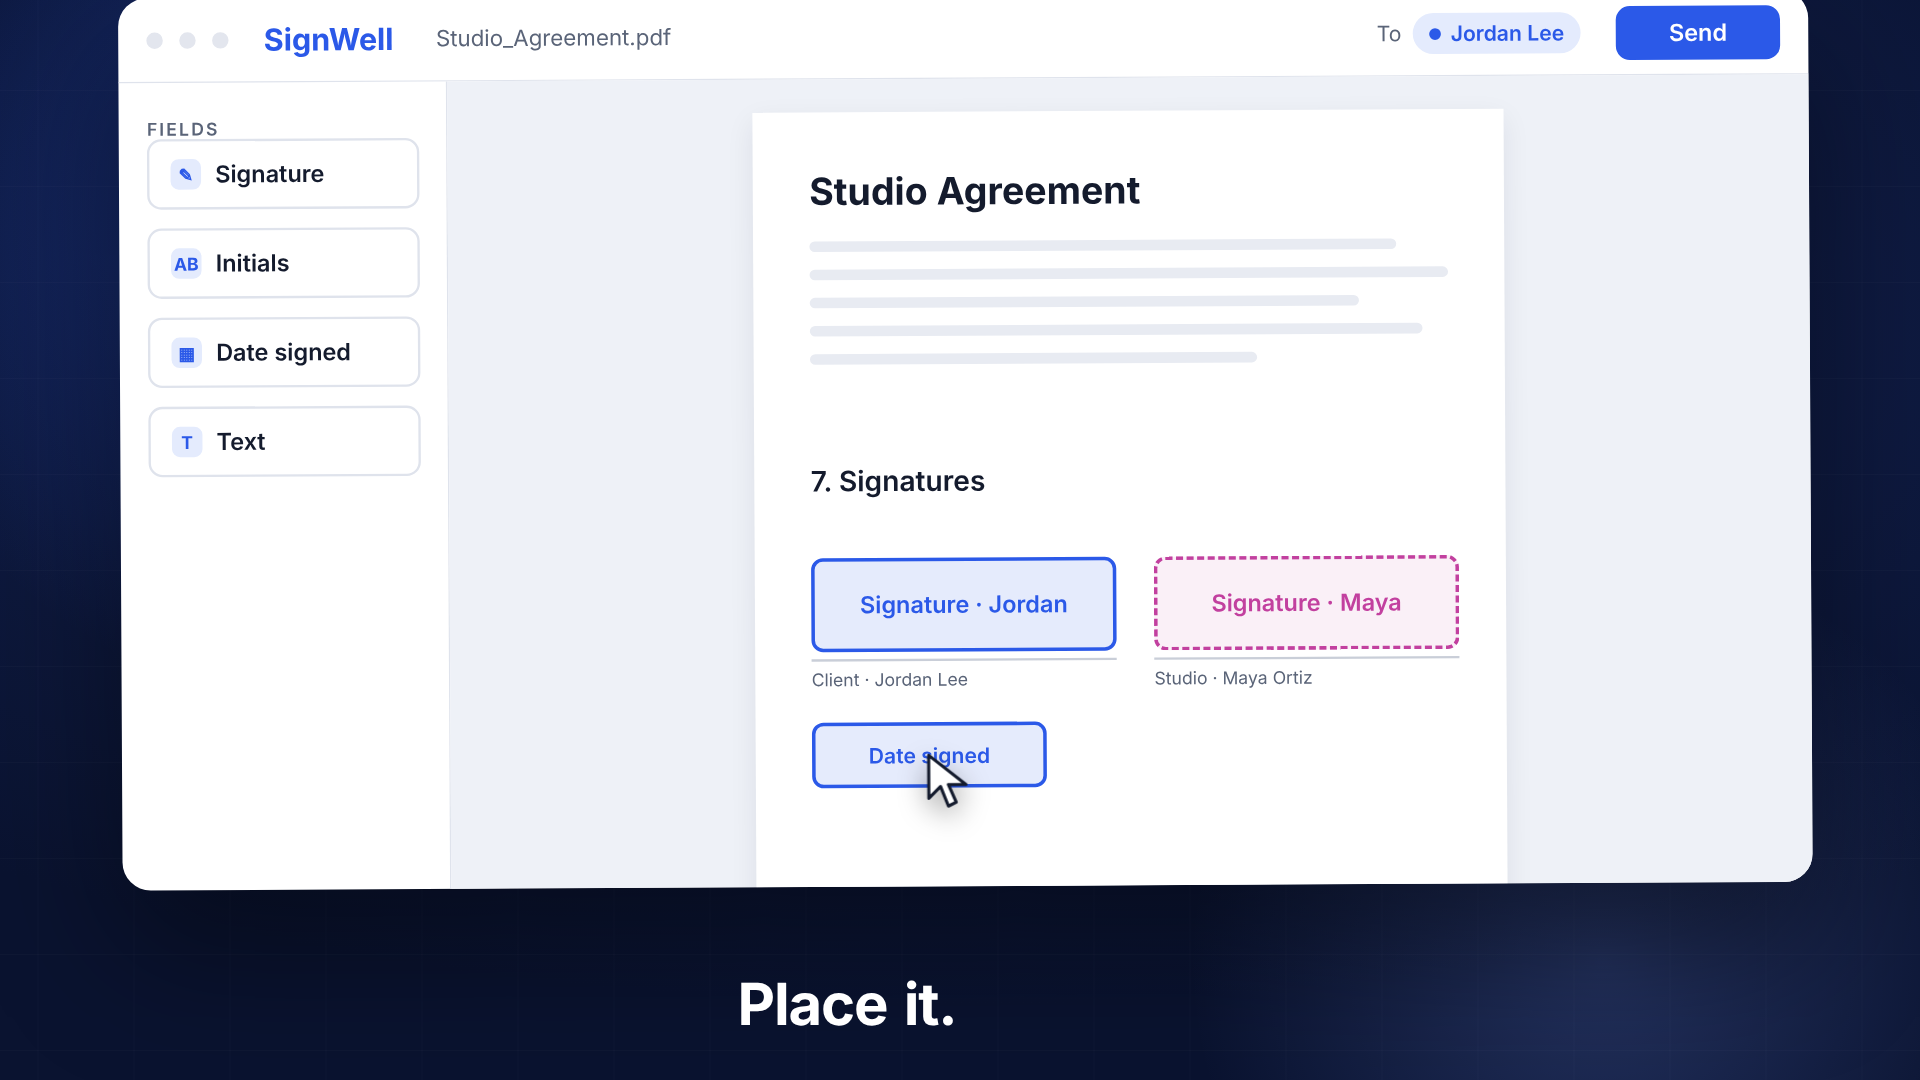 SignWell
Studio_Agreement.pdf
To
Jordan Lee
Send
FIELDS
Signature
AB
Initials
Date signed
T
Text
Studio Agreement
7. Signatures
Signature · Jordan
Signature · Maya
Client · Jordan Lee
Studio · Maya Ortiz
Date signed
Place it.